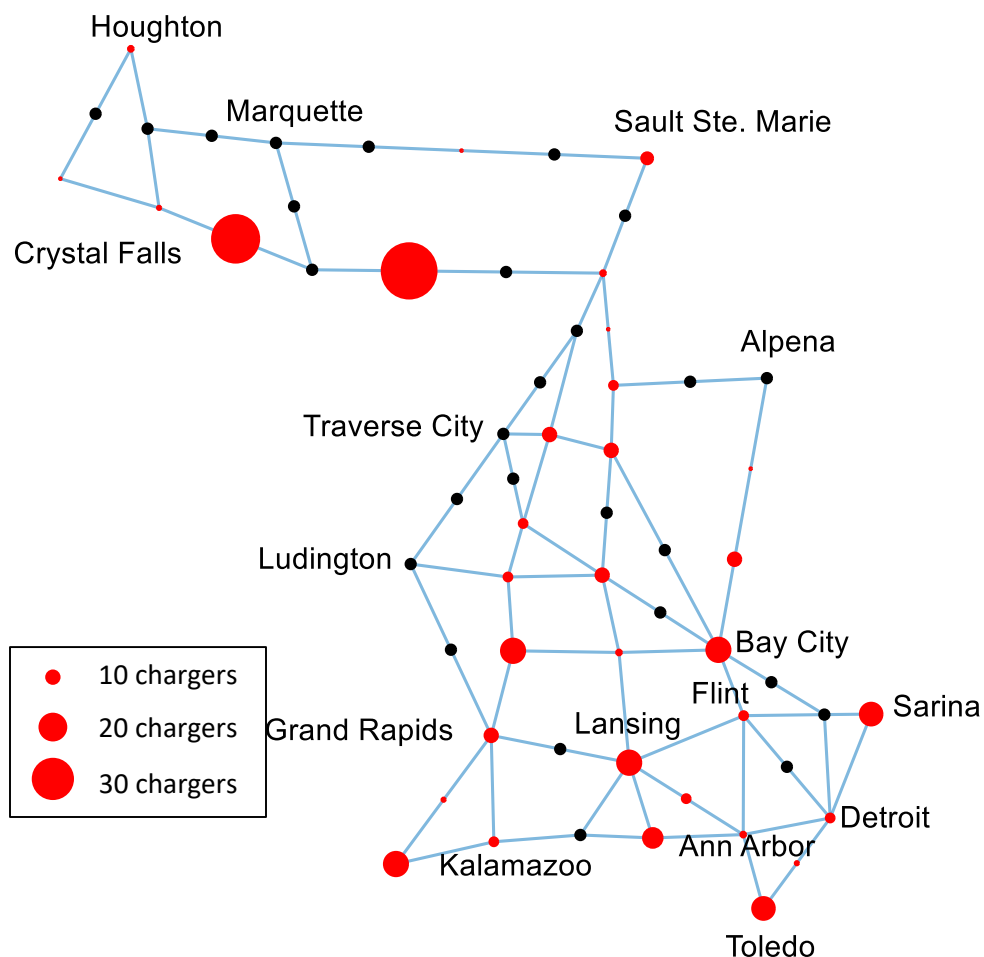 Houghton
Marquette
Sault Ste. Marie
Crystal Falls
Alpena
Traverse City
Ludington
Bay City
10 chargers
20 chargers
30 chargers
Flint
Sarina
Grand Rapids
Lansing
Detroit
Ann Arbor
Kalamazoo
Toledo